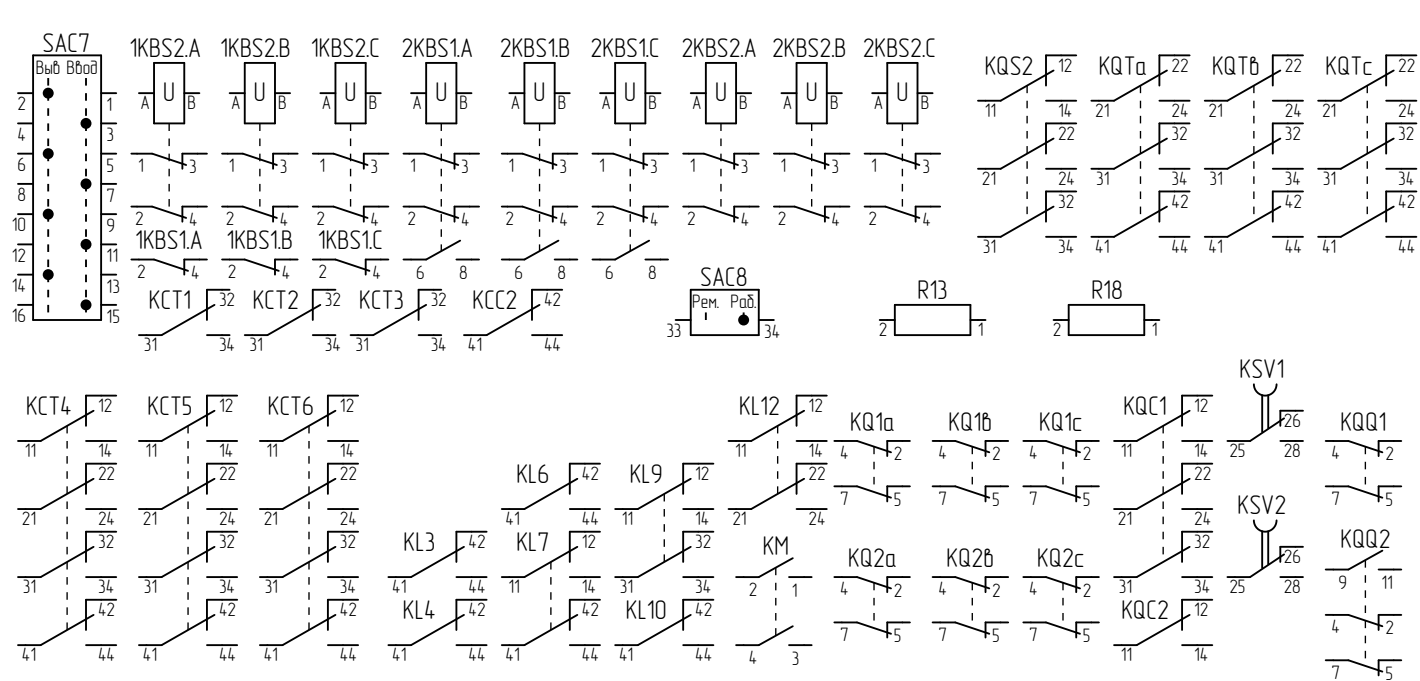 SAC7 1KBS2.A 1KBS2.B 1KBS2.C 2KBS1.A 2KBS1.B 2KBS1.C 2KBS2.A 2KBS2.B 2KBS2.C
Выв Ввод
KQS2 12 KQTa 22 KQTв 22 KQTc 22
A U B A U B A U B A U B A U B A U B A U B A U B A U B
2 1
11 14 21 24 21 24 21 24
4 3
22 32 32 32
6 5
1 3 1 3 1 3 1 3 1 3 1 3 1 3 1 3 1 3
21 24 31 34 31 34 31 34
8 7
32 42 42 42
10 9
2 4 2 4 2 4 2 4 2 4 2 4 2 4 2 4 2 4
31 34 41 44 41 44 41 44
1KBS1.A 1KBS1.B 1KBS1.C
12 11
2 4 2 4 2 4 6 8 6 8 6 8
14 13
SAC8
KCT1 32 KCT2 32 KCT3 32 KCC2 42
Рем. Раб.
R13 R18
16 15
33 34 2 1 2 1
31 34 31 34 31 34 41 44
KSV1
KCT4 12 KCT5 12 KCT6 12 KL12 12 KQ1a KQ1в KQ1c KQC1 12 26 KQQ1
11 14 11 14 11 14 11 14 4 2 4 2 4 2 11 14 25 28 4 2
22 22 22 KL6 42 KL9 12 22 22
7 5 7 5 7 5 7 5
21 24 21 24 21 24 41 44 11 14 21 24 21 24
KSV2
32 32 32 KL3 42 KL7 12 32 KM KQ2a KQ2в KQ2c 32 26 KQQ2
31 34 31 34 31 34 41 44 11 14 31 34 2 1 4 2 4 2 4 2 31 34 25 28 9 11
42 42 42 KL4 42 42 KL10 42 KQC2 12
4 2
7 5 7 5 7 5
41 44 41 44 41 44 41 44 41 44 41 44 4 3 11 14
7 5